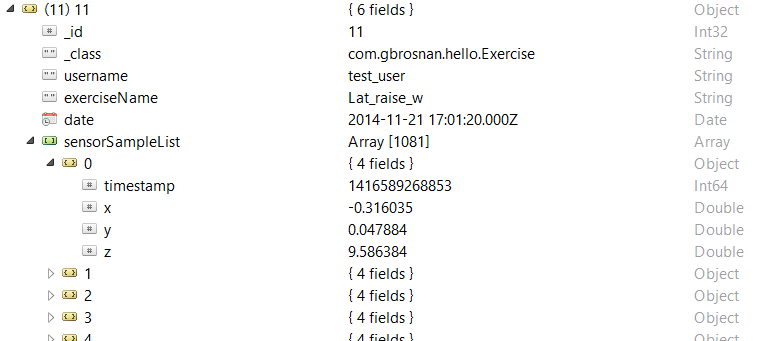 (11) 11 { 6 fields } Object
_id 11 Int32
_class com.gbrosnan.hello.Exercise String
username test_user String
exerciseName Lat_raise_w String
date 2014-11-21 17:01:20.000Z Date
sensorSampleList Array [1081] Array
0 { 4 fields } Object
timestamp 1416589268853 Int64
x -0.316035 Double
y 0.047884 Double
z 9.586384 Double
1 { 4 fields } Object
2 { 4 fields } Object
3 { 4 fields } Object
4 { 4 fields } Object